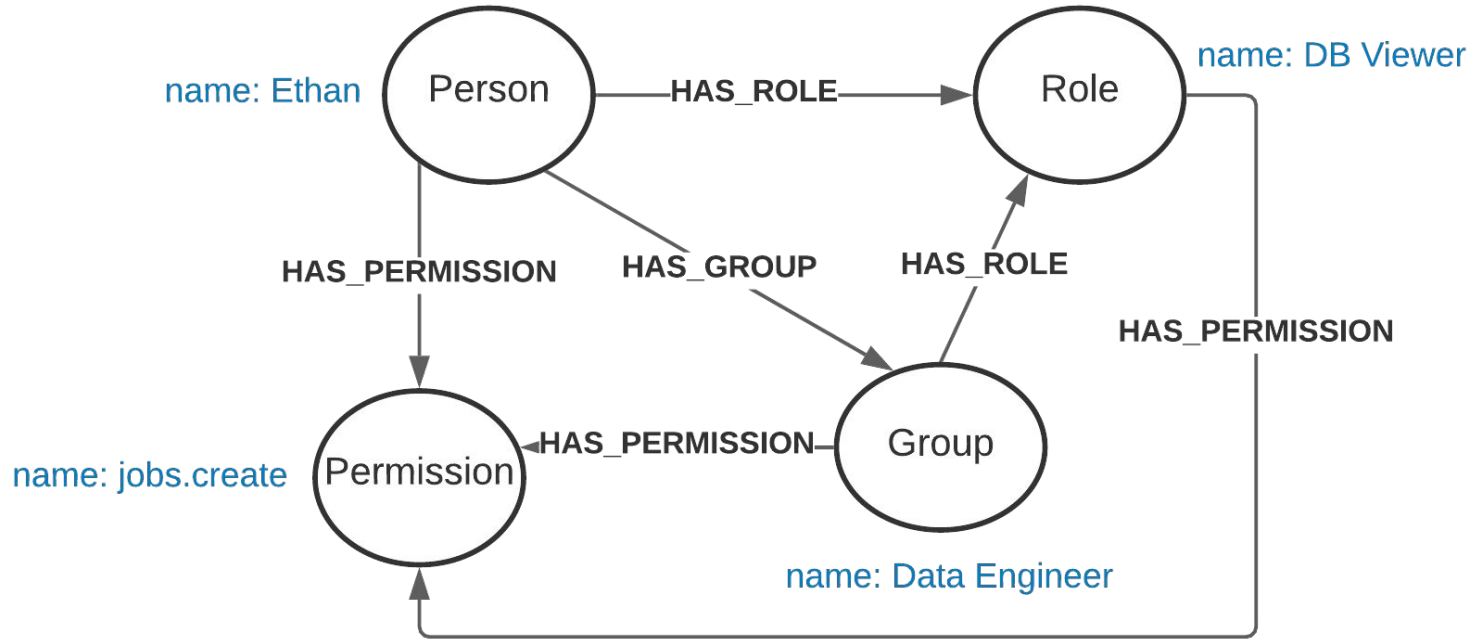 name: DB Viewer
name: Ethan
Person
HAS_ROLE
Role
HAS_PERMISSION
HAS_GROUP
HAS_ROLE
HAS_PERMISSION
HAS_PERMISSION
Group
name: jobs.create
Permission
name: Data Engineer